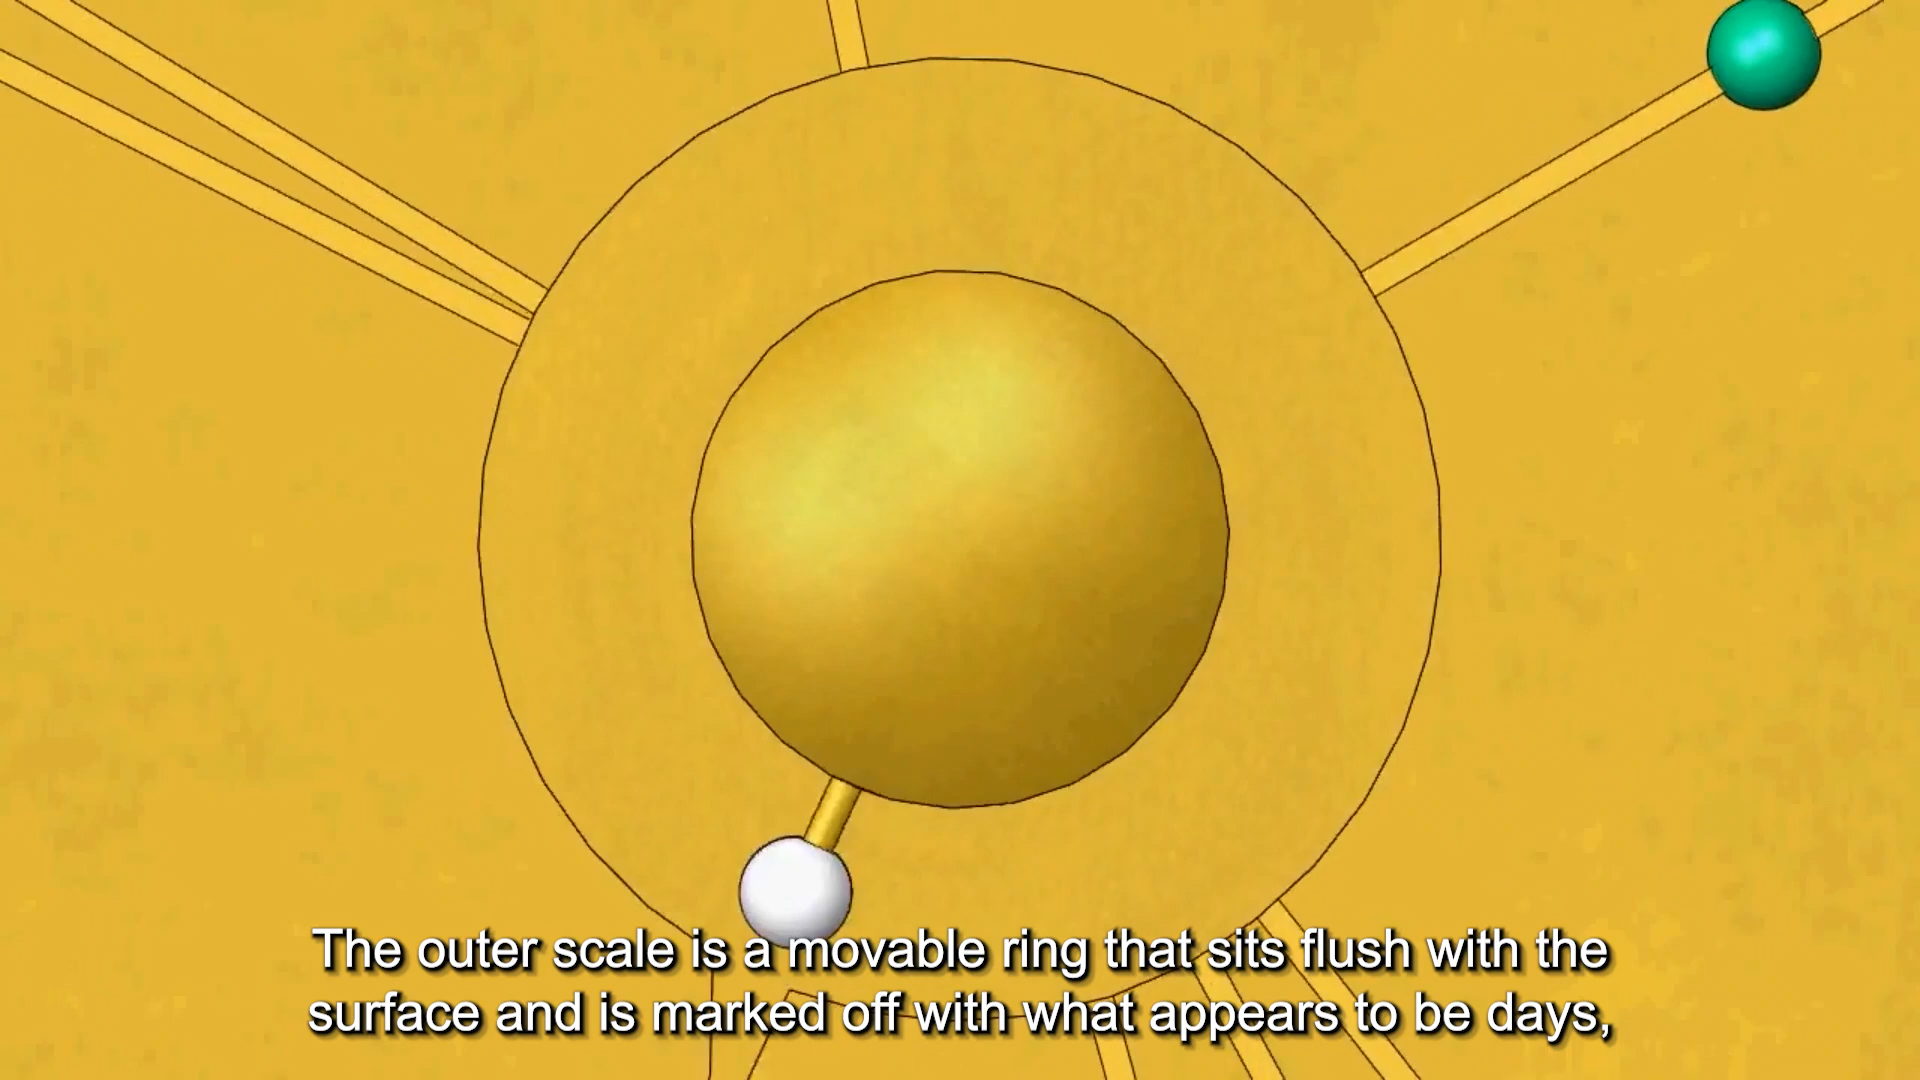 The outer scale is a movable ring that sits flush with the
surface and is marked off with what appears to be days,